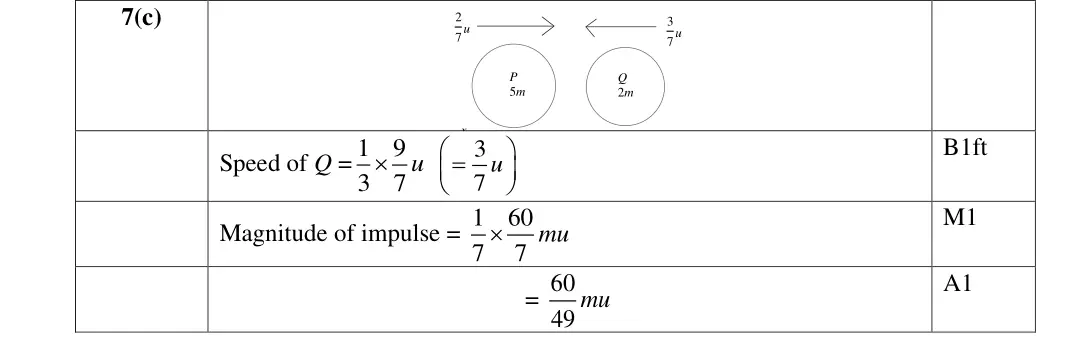 7(c)
2/7 u
3/7 u
P
5m
Q
2m
Speed of Q = 1/3 × 9/7 u ( = 3/7 u )
B1ft
Magnitude of impulse = 1/7 × 60/7 mu
M1
= 60/49 mu
A1